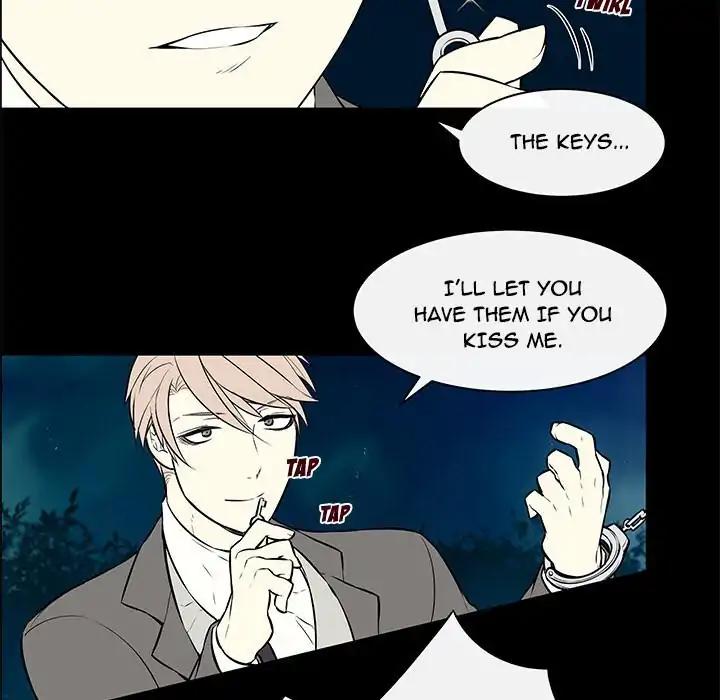 TWIRL
THE KEYS...
I'LL LET YOU
HAVE THEM IF YOU
KISS ME.
TAP
TAP